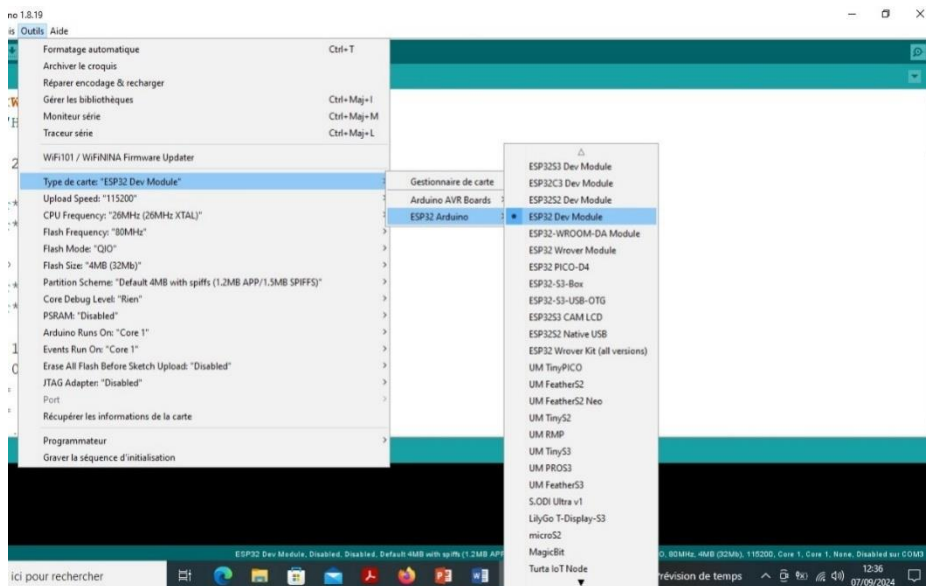 no 1.8.19
is Outils Aide
Formatage automatique Ctrl+T
Archiver le croquis
Réparer encodage & recharger
Gérer les bibliothèques Ctrl+Maj+I
Moniteur série Ctrl+Maj+M
Traceur série Ctrl+Maj+L
WiFi101 / WiFiNINA Firmware Updater
Type de carte: "ESP32 Dev Module"
Upload Speed: "115200"
CPU Frequency: "26MHz (26MHz XTAL)"
Flash Frequency: "80MHz"
Flash Mode: "QIO"
Flash Size: "4MB (32Mb)"
Partition Scheme: "Default 4MB with spiffs (1.2MB APP/1.5MB SPIFFS)"
Core Debug Level: "Rien"
PSRAM: "Disabled"
Arduino Runs On: "Core 1"
Events Run On: "Core 1"
Erase All Flash Before Sketch Upload: "Disabled"
JTAG Adapter: "Disabled"
Port
Récupérer les informations de la carte
Programmateur
Graver la séquence d'initialisation
Gestionnaire de carte
Arduino AVR Boards
ESP32 Arduino
ESP32S3 Dev Module
ESP32C3 Dev Module
ESP32S2 Dev Module
ESP32 Dev Module
ESP32-WROOM-DA Module
ESP32 Wrover Module
ESP32 PICO-D4
ESP32-S3-Box
ESP32-S3-USB-OTG
ESP32S3 CAM LCD
ESP32S2 Native USB
ESP32 Wrover Kit (all versions)
UM TinyPICO
UM FeatherS2
UM FeatherS2 Neo
UM TinyS2
UM RMP
UM TinyS3
UM PROS3
UM FeatherS3
S.ODI Ultra v1
LilyGo T-Display-S3
microS2
MagicBit
Turta IoT Node
ESP32 Dev Module, Disabled, Disabled, Default 4MB with spiffs (1.2MB APP
O, 80MHz, 4MB (32Mb), 115200, Core 1, Core 1, None, Disabled sur COM3
ici pour rechercher
révision de temps
12:36
07/09/2024